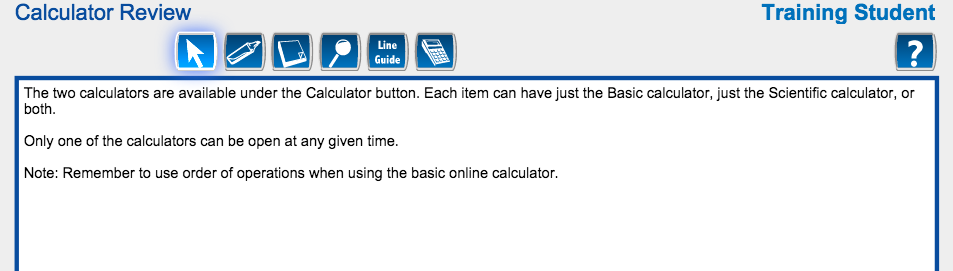 Calculator Review
Training Student
Line
Guide
?
The two calculators are available under the Calculator button. Each item can have just the Basic calculator, just the Scientific calculator, or
both.
Only one of the calculators can be open at any given time.
Note: Remember to use order of operations when using the basic online calculator.